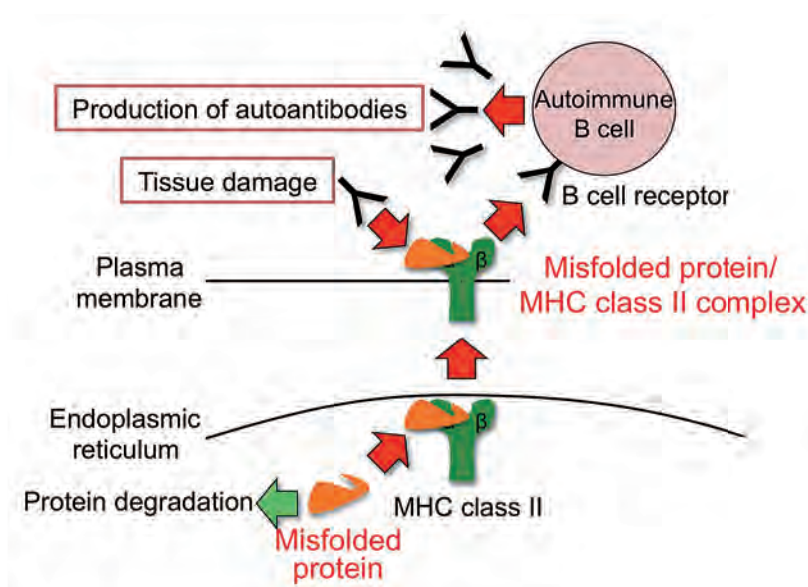 Production of autoantibodies
Autoimmune
B cell
Tissue damage
B cell receptor
β
Plasma
membrane
Misfolded protein/
MHC class II complex
Endoplasmic
reticulum
β
Protein degradation
MHC class II
Misfolded
protein